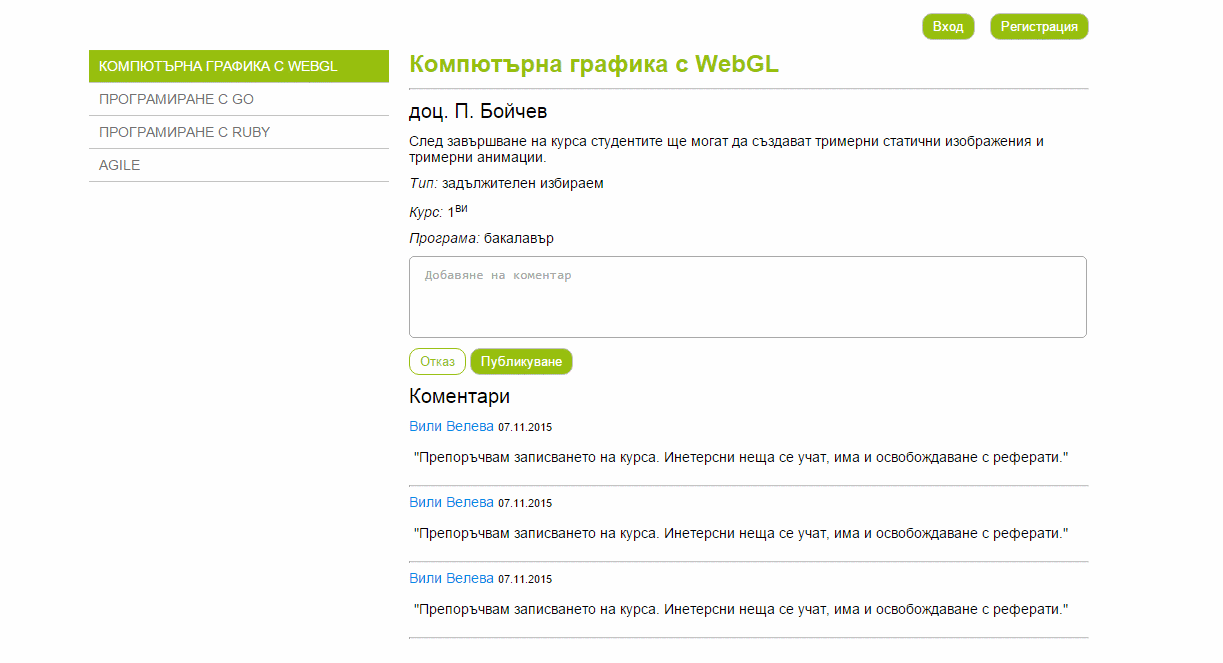 Вход Регистрация
КОМПЮТЪРНА ГРАФИКА С WEBGL
ПРОГРАМИРАНЕ С GO
ПРОГРАМИРАНЕ С RUBY
AGILE
Компютърна графика с WebGL
доц. П. Бойчев
След завършване на курса студентите ще могат да създават тримерни статични изображения и
тримерни анимации.
Тип: задължителен избираем
Курс: 1ви
Програма: бакалавър
Добавяне на коментар
Отказ Публикуване
Коментари
Вили Велева 07.11.2015
"Препоръчвам записването на курса. Инетерсни неща се учат, има и освобождаване с реферати."
Вили Велева 07.11.2015
"Препоръчвам записването на курса. Инетерсни неща се учат, има и освобождаване с реферати."
Вили Велева 07.11.2015
"Препоръчвам записването на курса. Инетерсни неща се учат, има и освобождаване с реферати."